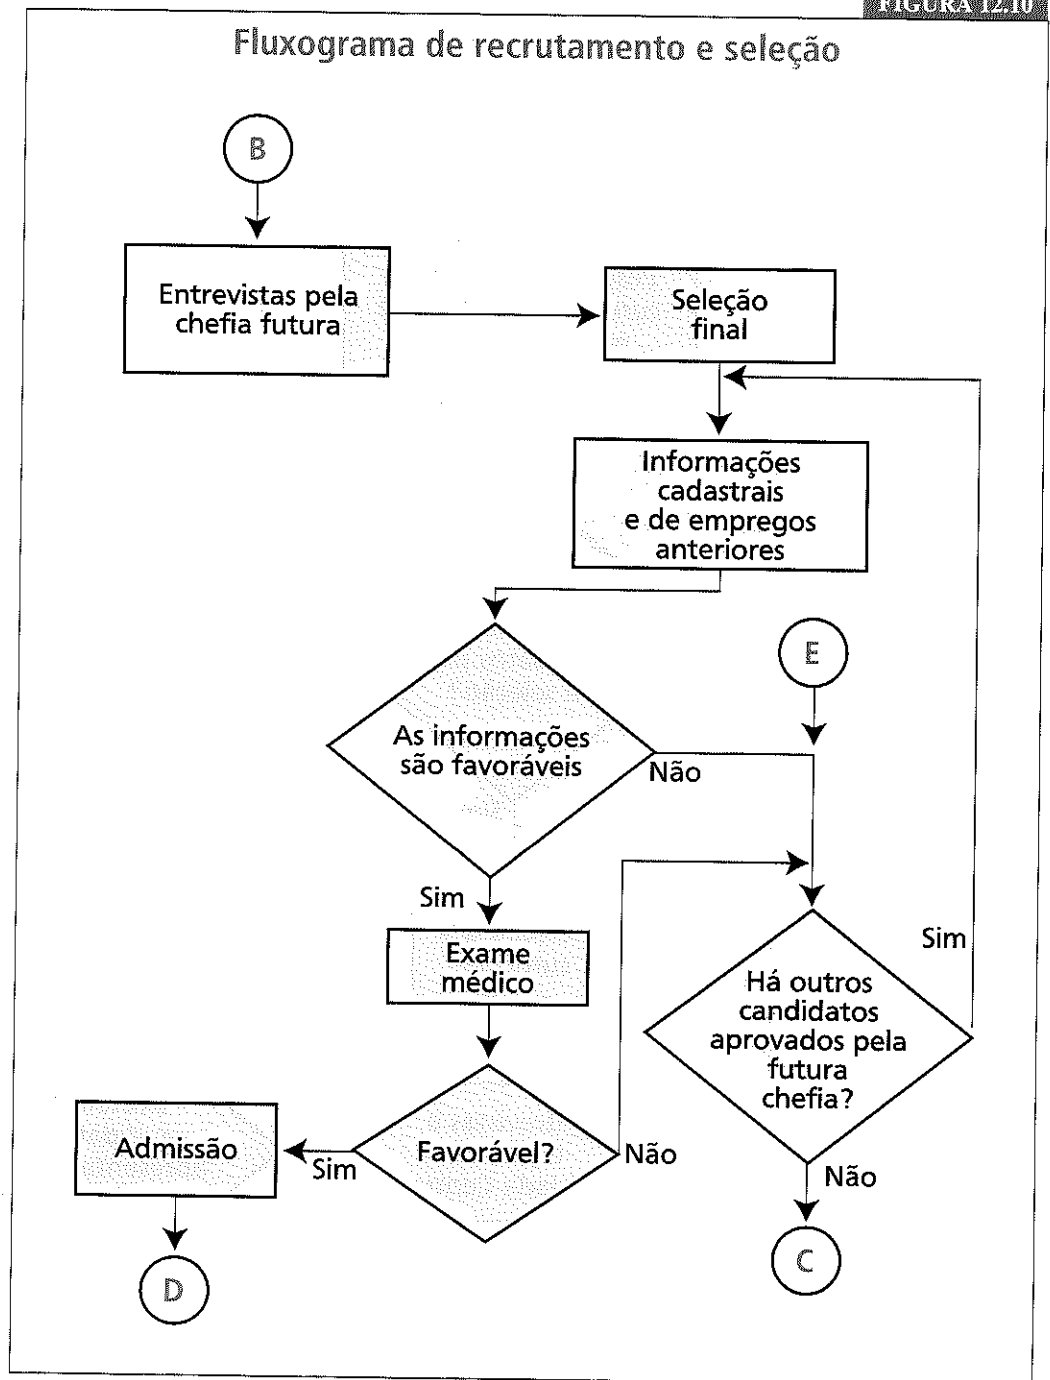 FIGURA 12.10
Fluxograma de recrutamento e seleção
B
Entrevistas pela
chefia futura
Seleção
final
Informações
cadastrais
e de empregos
anteriores
E
As informações
são favoráveis
Não
Sim
Exame
médico
Sim
Há outros
candidatos
aprovados pela
futura
chefia?
Admissão
Sim
Favorável?
Não
Não
D
C